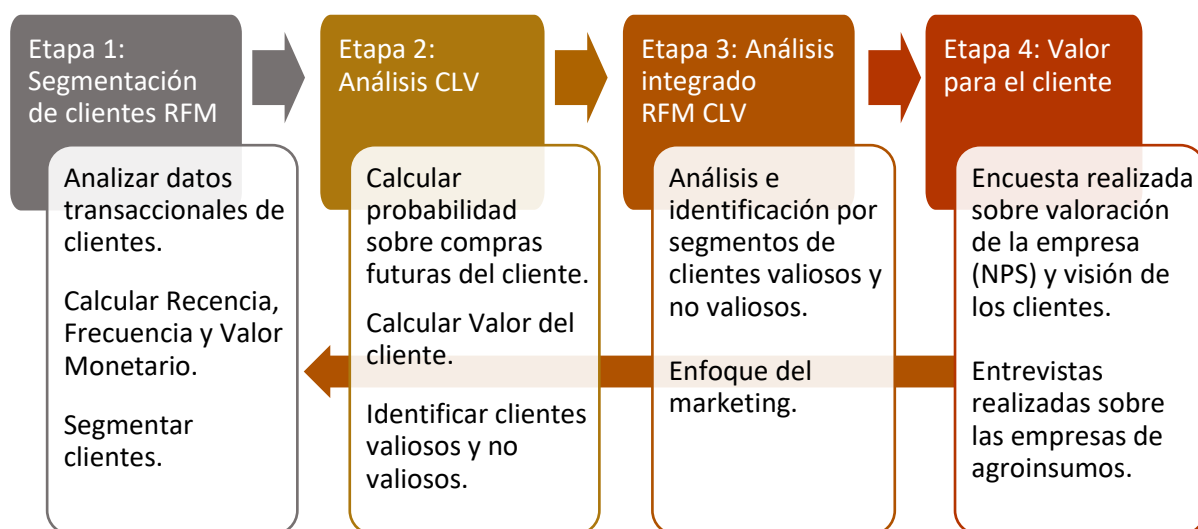 Etapa 1:
Segmentación
de clientes RFM
Analizar datos
transaccionales de
clientes.
Calcular Recencia,
Frecuencia y Valor
Monetario.
Segmentar
clientes.
Etapa 2:
Análisis CLV
Calcular
probabilidad
sobre compras
futuras del cliente.
Calcular Valor del
cliente.
Identificar clientes
valiosos y no
valiosos.
Etapa 3: Análisis
integrado
RFM CLV
Análisis e
identificación por
segmentos de
clientes valiosos y
no valiosos.
Enfoque del
marketing.
Etapa 4: Valor
para el cliente
Encuesta realizada
sobre valoración
de la empresa
(NPS) y visión de
los clientes.
Entrevistas
realizadas sobre
las empresas de
agroinsumos.